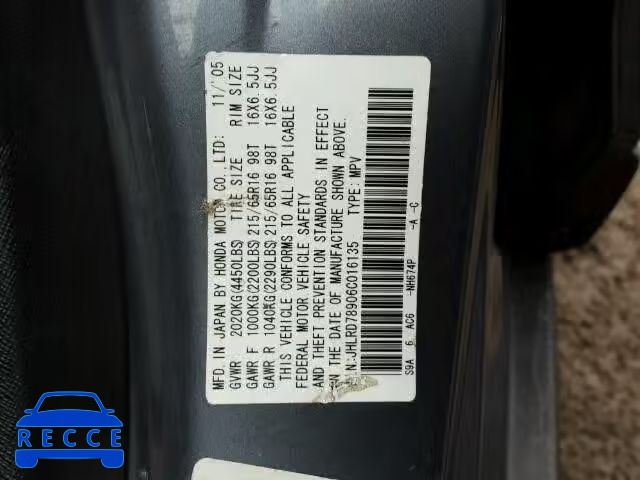 MFD. IN JAPAN BY HONDA MOTOR CO., LTD: 11/'05
GVWR: 2020KG(4450LBS) TIRE SIZE RIM SIZE
GAWR F 1000KG(2200LBS)215/65R16 98T 16X6.5JJ
GAWR R 1040KG(2290LBS)215/65R16 98T 16X6.5JJ
THIS VEHICLE CONFORMS TO ALL APPLICABLE
FEDERAL MOTOR VEHICLE SAFETY
AND THEFT PREVENTION STANDARDS IN EFFECT
ON THE DATE OF MANUFACTURE SHOWN ABOVE.
N:JHLRD78906C016135 TYPE: MPV
S9A 6 AC6 -NH674P -A -C
RECCE